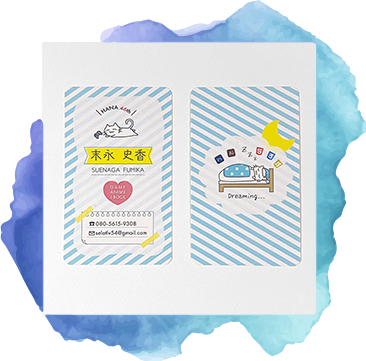 HANA
末永 史香
SUENAGA FUMIKA
GAME
ANIME
BOOK
080-5615-9308
Dreaming...